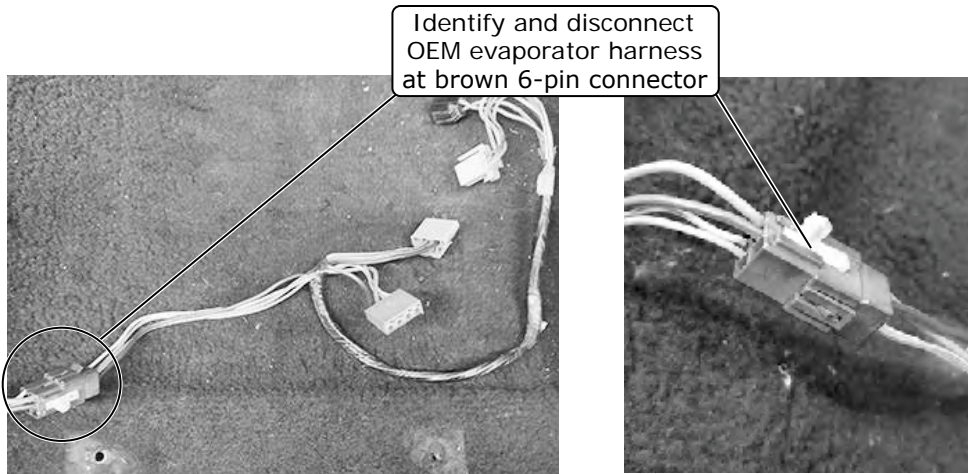 Identify and disconnect
OEM evaporator harness
at brown 6-pin connector